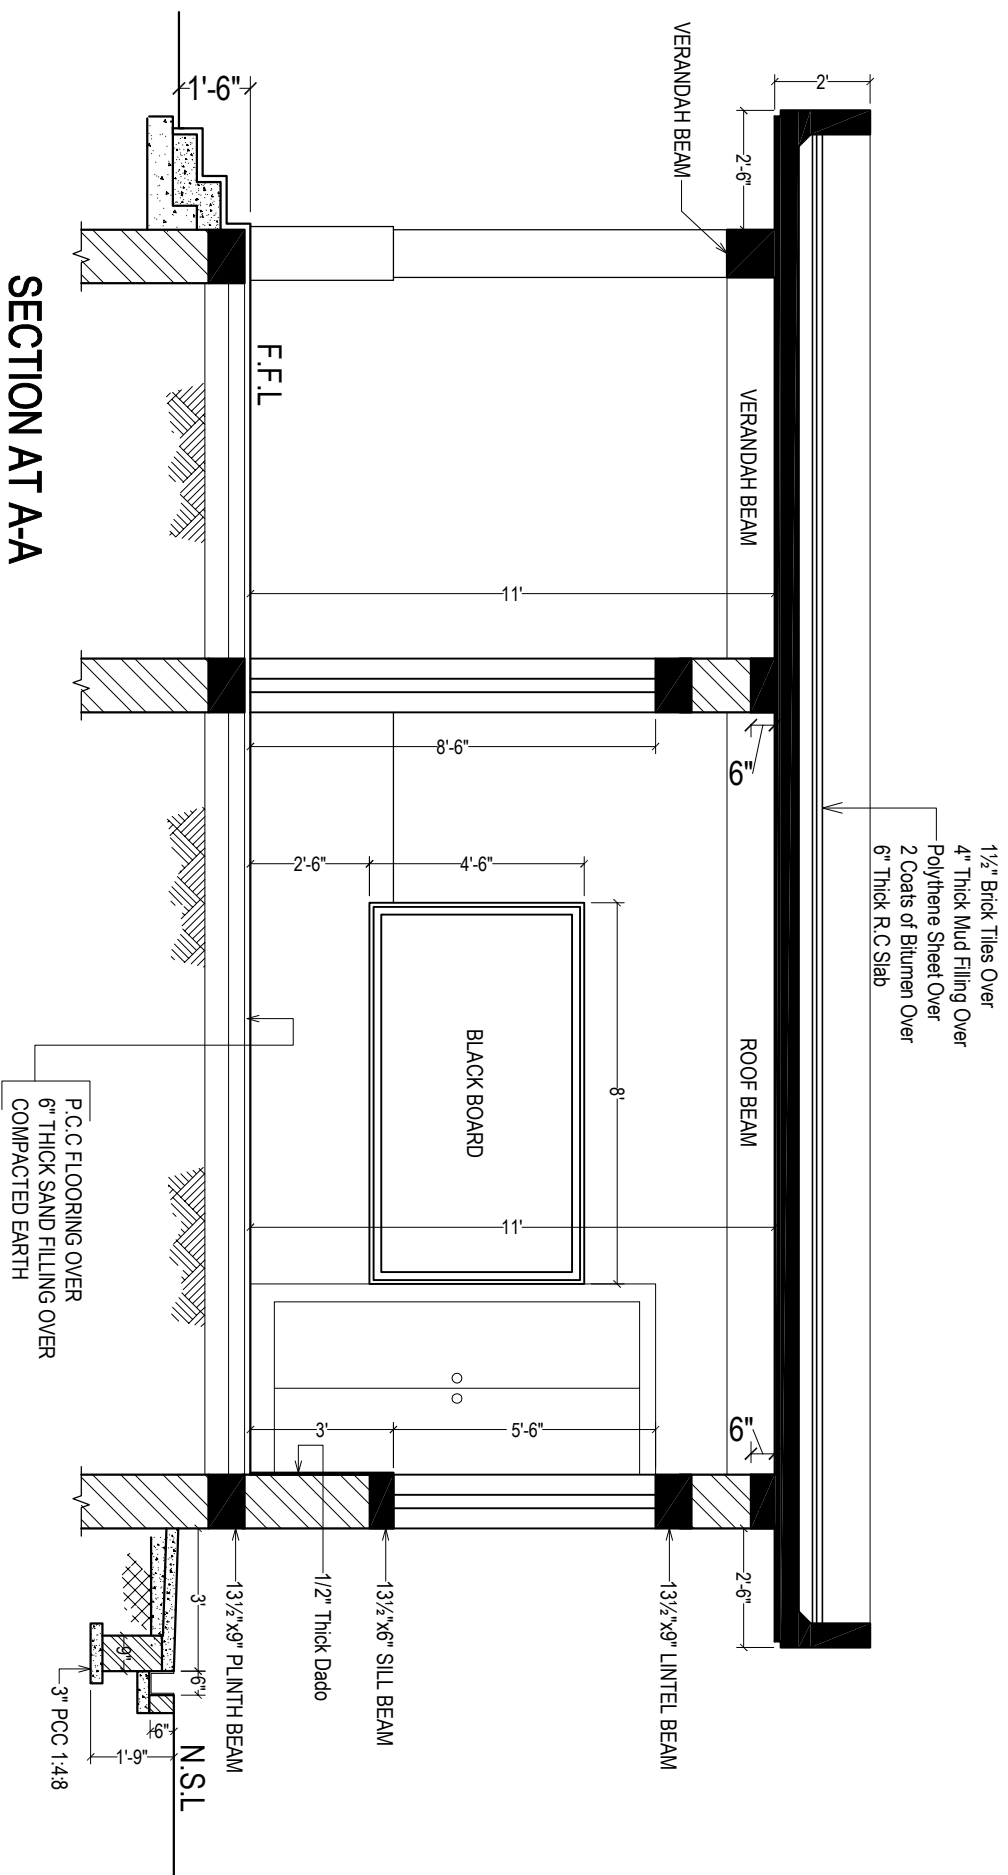 1½" Brick Tiles Over
4" Thick Mud Filling Over
Polythene Sheet Over
2 Coats of Bitumen Over
6" Thick R.C Slab
2'
2'-6"
VERANDAH BEAM
VERANDAH BEAM
ROOF BEAM
6"
6"
2'-6"
11'
8'-6"
2'-6"
4'-6"
8'
BLACK BOARD
11'
3'
5'-6"
13½"x9" LINTEL BEAM
13½"x6" SILL BEAM
1/2" Thick Dado
13½"x9" PLINTH BEAM
1'-6"
F.F.L
3'
6"
9"
6"
1'-9"
N.S.L
3" PCC 1:4:8
P.C.C FLOORING OVER
6" THICK SAND FILLING OVER
COMPACTED EARTH
SECTION AT A-A